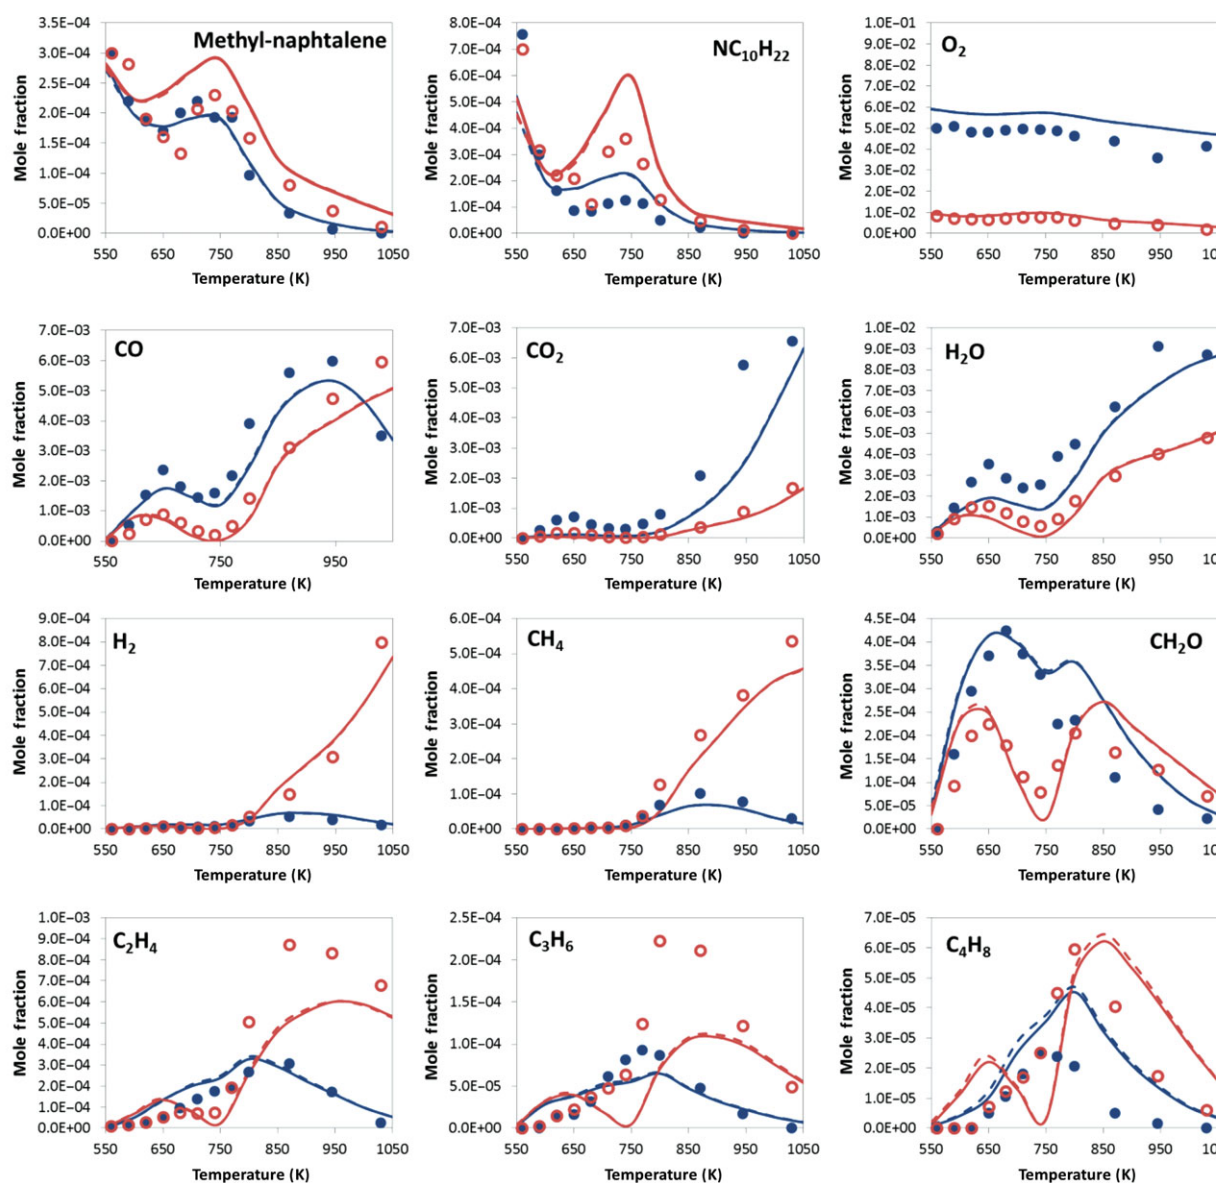 3.5E−04
3.0E−04
2.5E−04
2.0E−04
1.5E−04
1.0E−04
5.0E−05
0.0E+00
Mole fraction
Methyl-naphtalene
550 650 750 850 950 1050
Temperature (K)
8.0E−04
7.0E−04
6.0E−04
5.0E−04
4.0E−04
3.0E−04
2.0E−04
1.0E−04
0.0E+00
Mole fraction
NC₁₀H₂₂
550 650 750 850 950 1050
Temperature (K)
1.0E−01
9.0E−02
8.0E−02
7.0E−02
6.0E−02
5.0E−02
4.0E−02
3.0E−02
2.0E−02
1.0E−02
0.0E+00
Mole fraction
O₂
550 650 750 850 950
Temperature (K)
7.0E−03
6.0E−03
5.0E−03
4.0E−03
3.0E−03
2.0E−03
1.0E−03
0.0E+00
Mole fraction
CO
550 750 950
Temperature (K)
7.0E−03
6.0E−03
5.0E−03
4.0E−03
3.0E−03
2.0E−03
1.0E−03
0.0E+00
Mole fraction
CO₂
550 650 750 850 950 1050
Temperature (K)
1.0E−02
9.0E−03
8.0E−03
7.0E−03
6.0E−03
5.0E−03
4.0E−03
3.0E−03
2.0E−03
1.0E−03
0.0E+00
Mole fraction
H₂O
550 650 750 850 950
Temperature (K)
9.0E−04
8.0E−04
7.0E−04
6.0E−04
5.0E−04
4.0E−04
3.0E−04
2.0E−04
1.0E−04
0.0E+00
Mole fraction
H₂
550 650 750 850 950 1050
Temperature (K)
6.0E−04
5.0E−04
4.0E−04
3.0E−04
2.0E−04
1.0E−04
0.0E+00
Mole fraction
CH₄
550 650 750 850 950 1050
Temperature (K)
4.5E−04
4.0E−04
3.5E−04
3.0E−04
2.5E−04
2.0E−04
1.5E−04
1.0E−04
5.0E−05
0.0E+00
Mole fraction
CH₂O
550 650 750 850 950
Temperature (K)
1.0E−03
9.0E−04
8.0E−04
7.0E−04
6.0E−04
5.0E−04
4.0E−04
3.0E−04
2.0E−04
1.0E−04
0.0E+00
Mole fraction
C₂H₄
550 650 750 850 950 1050
Temperature (K)
2.5E−04
2.0E−04
1.5E−04
1.0E−04
5.0E−05
0.0E+00
Mole fraction
C₃H₆
550 650 750 850 950 1050
Temperature (K)
7.0E−05
6.0E−05
5.0E−05
4.0E−05
3.0E−05
2.0E−05
1.0E−05
0.0E+00
Mole fraction
C₄H₈
550 650 750 850 950
Temperature (K)